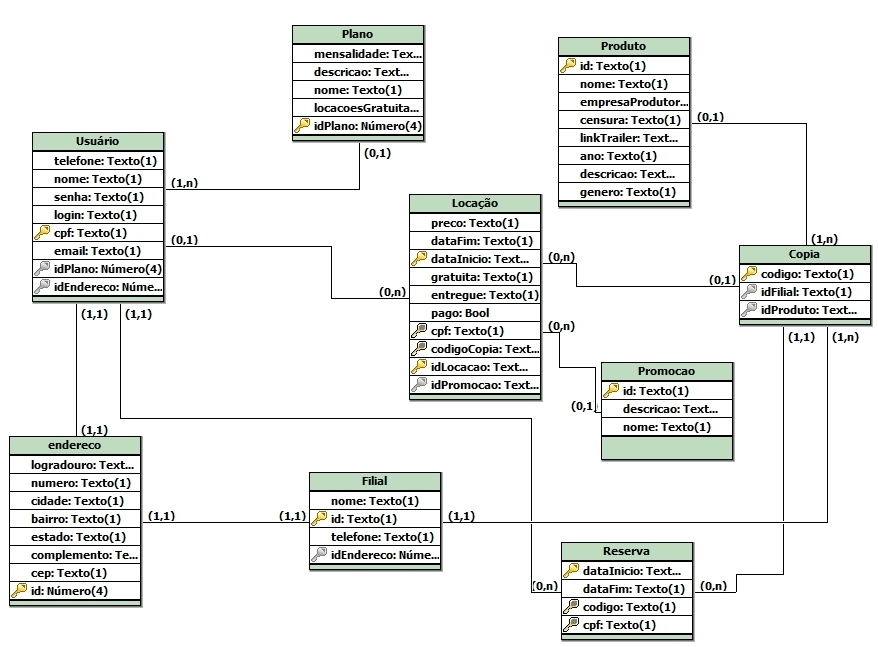 Plano
mensalidade: Tex...
descricao: Text...
nome: Texto(1)
locacoesGratuita...
idPlano: Número(4)
(0,1)
Produto
id: Texto(1)
nome: Texto(1)
empresaProdutor...
censura: Texto(1)
linkTrailer: Text...
ano: Texto(1)
descricao: Text...
genero: Texto(1)
(0,1)
Usuário
telefone: Texto(1)
nome: Texto(1)
senha: Texto(1)
login: Texto(1)
cpf: Texto(1)
email: Texto(1)
idPlano: Número(4)
idEndereco: Núme...
(1,n)
(0,1)
(1,1)
(1,1)
Locação
preco: Texto(1)
dataFim: Texto(1)
dataInicio: Text...
gratuita: Texto(1)
entregue: Texto(1)
pago: Bool
cpf: Texto(1)
codigoCopia: Text...
idLocacao: Text...
idPromocao: Text...
(0,n)
(0,n)
(0,n)
(1,n)
(0,1)
Copia
codigo: Texto(1)
idFilial: Texto(1)
idProduto: Text...
(1,1)
(1,n)
Promocao
id: Texto(1)
descricao: Text...
nome: Texto(1)
(0,1
(1,1)
endereco
logradouro: Text...
numero: Texto(1)
cidade: Texto(1)
bairro: Texto(1)
estado: Texto(1)
complemento: Te...
cep: Texto(1)
id: Número(4)
(1,1)
(1,1)
Filial
nome: Texto(1)
id: Texto(1)
telefone: Texto(1)
idEndereco: Núme...
(1,1)
Reserva
dataInicio: Text...
dataFim: Texto(1)
codigo: Texto(1)
cpf: Texto(1)
(0,n)
(0,n)